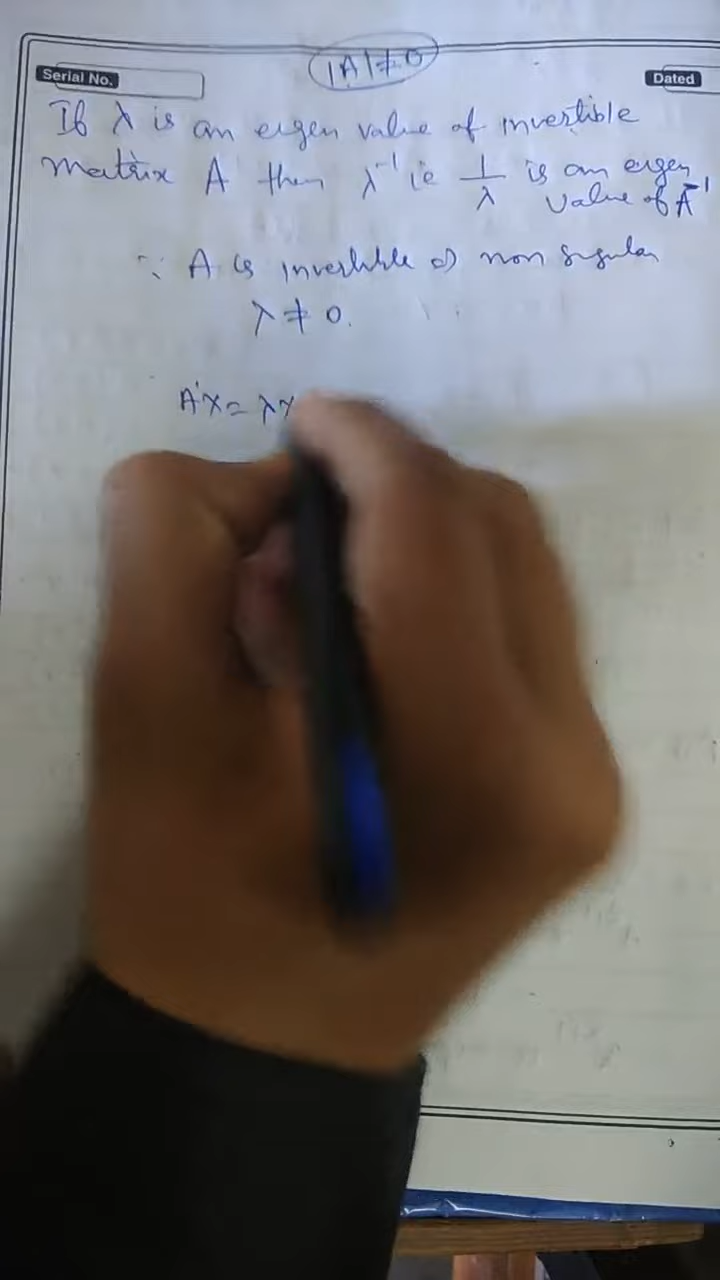 |A| ≠ 0
Serial No.
Dated
If λ is an eigen value of invertible
matrix A then λ⁻¹ ie 1/λ is an eigen
value of A⁻¹
∵ A is invertible or non singular
λ ≠ 0.
AX = λX